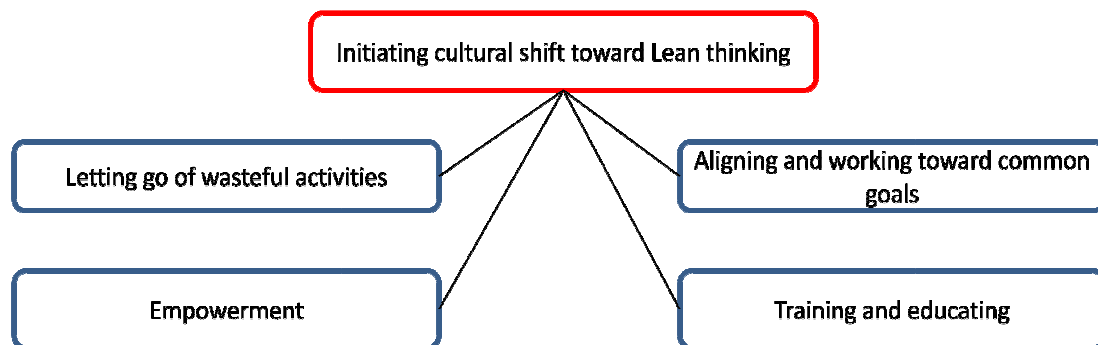 Initiating cultural shift toward Lean thinking
Letting go of wasteful activities
Aligning and working toward common
goals
Empowerment
Training and educating